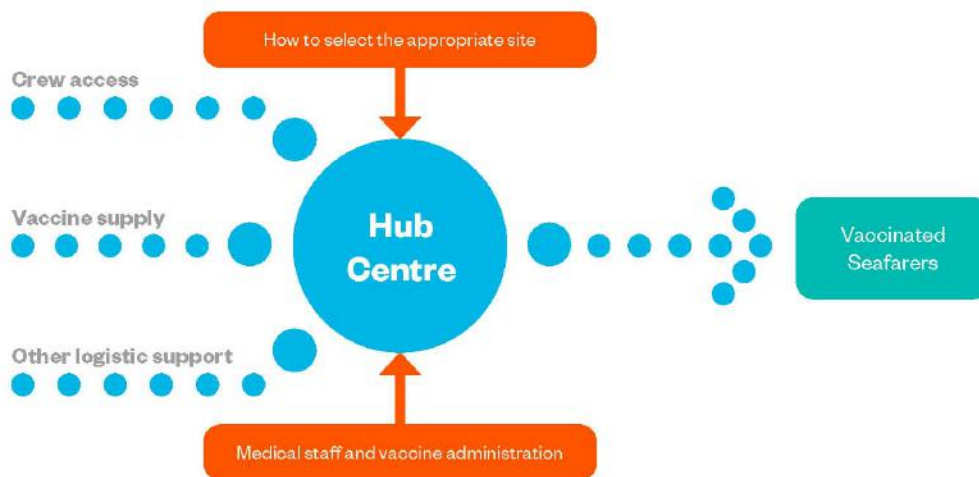 How to select the appropriate site
Crew access
Vaccine supply
Hub
Centre
Vaccinated
Seafarers
Other logistic support
Medical staff and vaccine administration